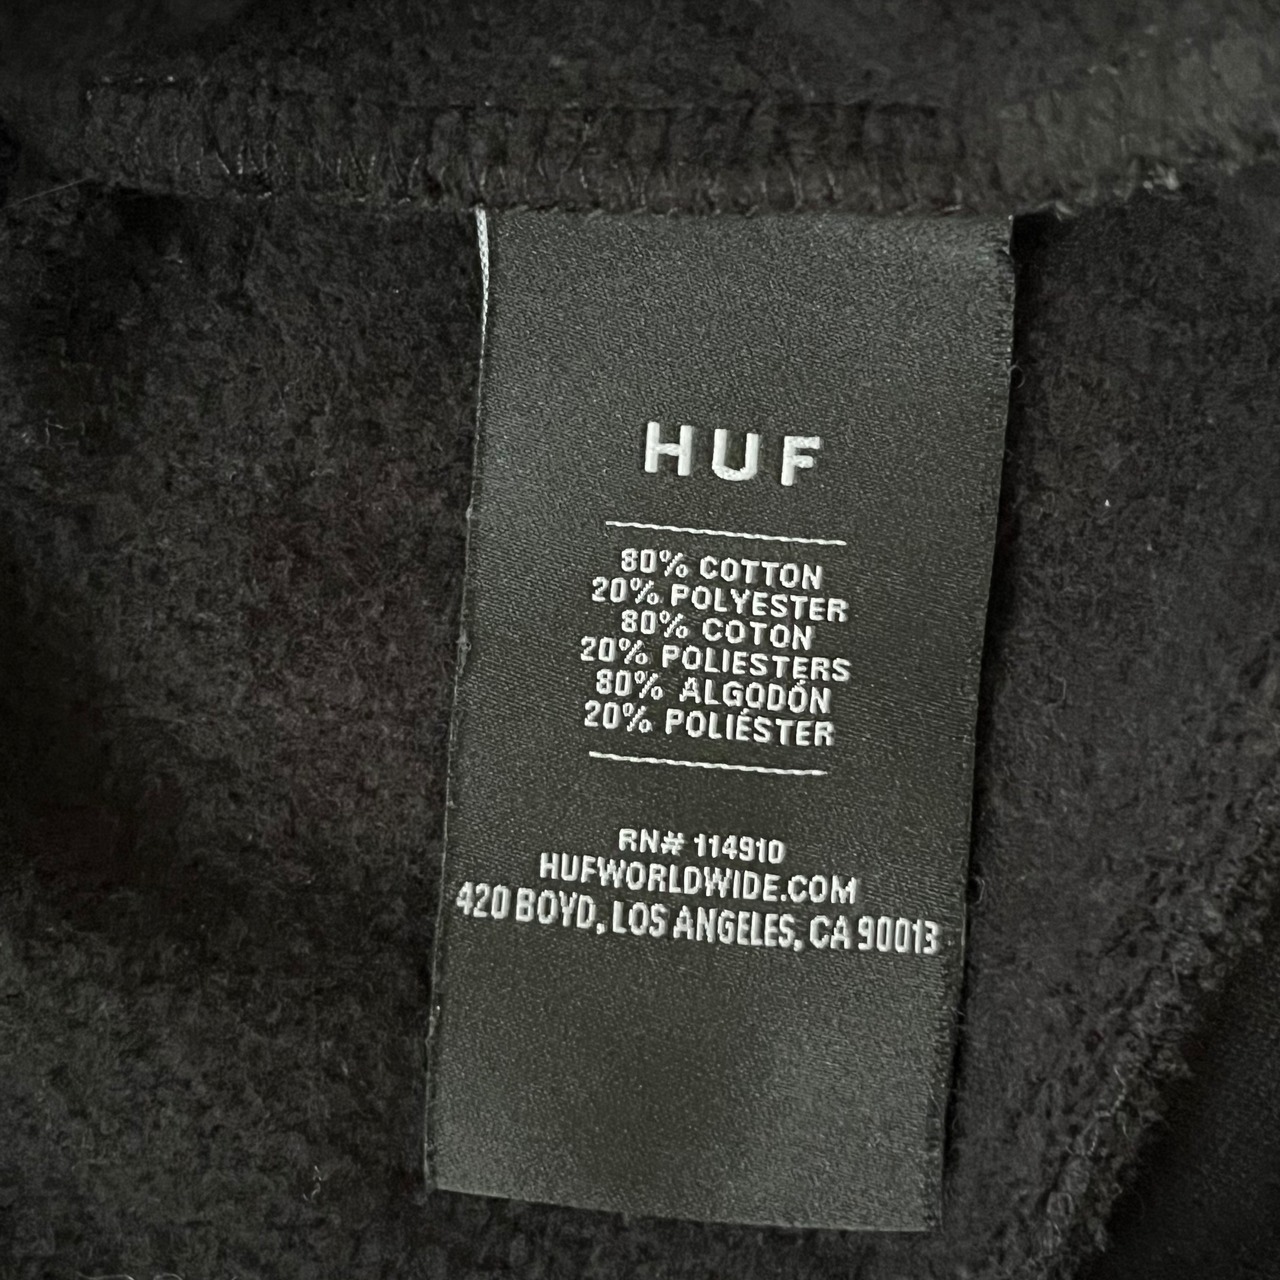 HUF
80% COTTON
20% POLYESTER
80% COTON
20% POLIESTERS
80% ALGODÓN
20% POLIÉSTER
RN# 114910
HUFWORLDWIDE.COM
420 BOYD, LOS ANGELES, CA 90013